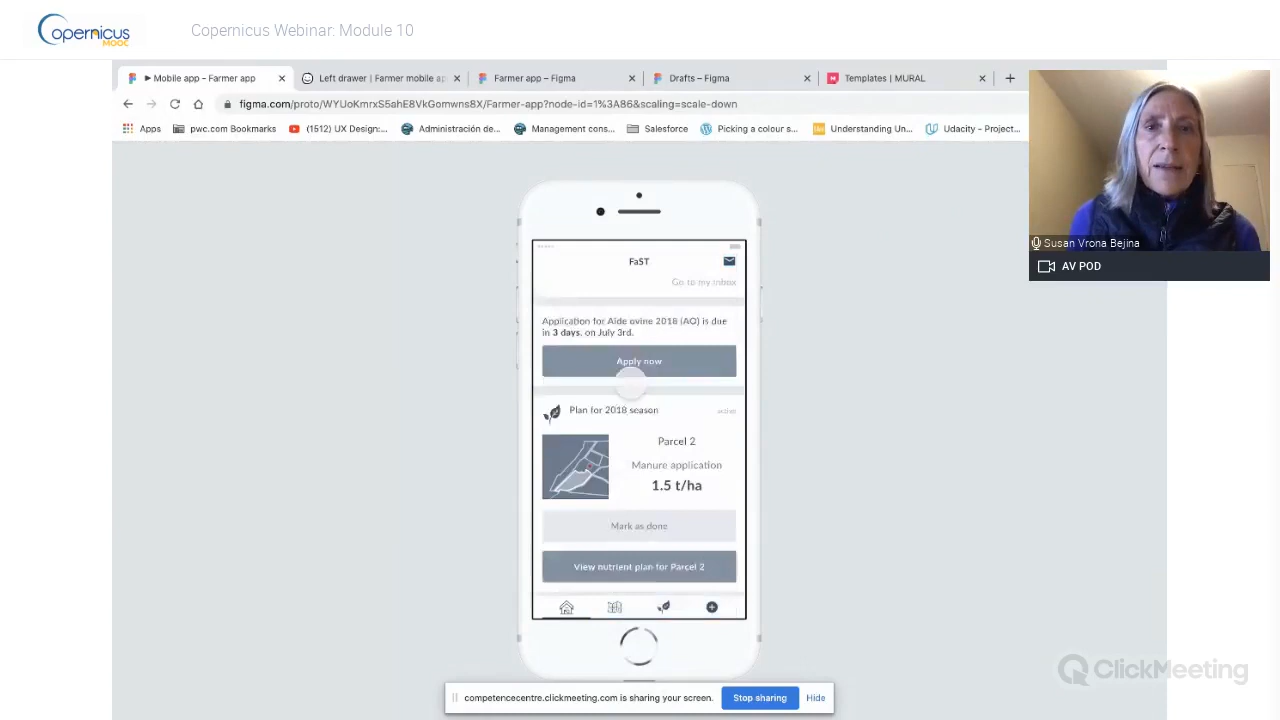 Copernicus
MOOC
Copernicus Webinar: Module 10
Mobile app – Farmer app
Left drawer | Farmer mobile ap
Farmer app – Figma
Drafts – Figma
Templates | MURAL
figma.com/proto/WYUoKmrxS5ahE8VkGomwns8X/Farmer-app?node-id=1%3A86&scaling=scale-down
Apps
pwc.com Bookmarks
(1512) UX Design:...
Administración de...
Management cons...
Salesforce
Picking a colour s...
Understanding Un...
Udacity - Project...
Susan Vrona Bejina
AV POD
FaST
Go to my inbox
Application for Aide ovine 2018 (AO) is due
in 3 days, on July 3rd.
Apply now
Plan for 2018 season
Parcel 2
Manure application
1.5 t/ha
Mark as done
View nutrient plan for Parcel 2
ClickMeeting
competencecentre.clickmeeting.com is sharing your screen.
Stop sharing
Hide